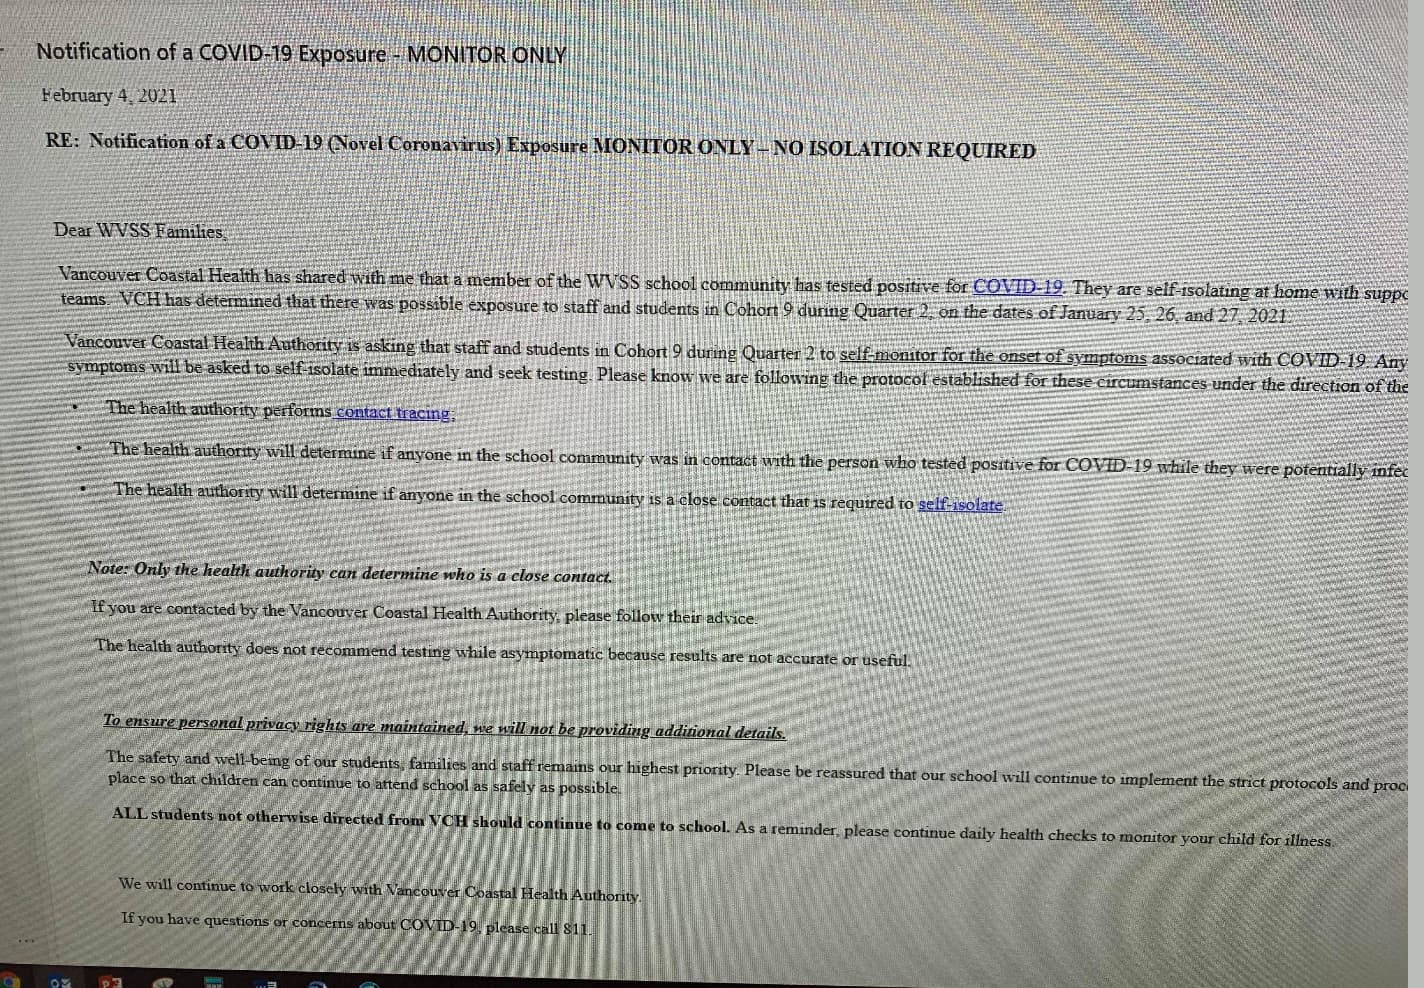 Notification of a COVID-19 Exposure - MONITOR ONLY
February 4, 2021
RE: Notification of a COVID-19 (Novel Coronavirus) Exposure MONITOR ONLY – NO ISOLATION REQUIRED
Dear WVSS Families,
Vancouver Coastal Health has shared with me that a member of the WVSS school community has tested positive for COVID-19. They are self-isolating at home with suppo
teams. VCH has determined that there was possible exposure to staff and students in Cohort 9 during Quarter 2, on the dates of January 25, 26, and 27, 2021.
Vancouver Coastal Health Authority is asking that staff and students in Cohort 9 during Quarter 2 to self-monitor for the onset of symptoms associated with COVID-19. Any
symptoms will be asked to self-isolate immediately and seek testing. Please know we are following the protocol established for these circumstances under the direction of the
• The health authority performs contact tracing;
• The health authority will determine if anyone in the school community was in contact with the person who tested positive for COVID-19 while they were potentially infec
• The health authority will determine if anyone in the school community is a close contact that is required to self-isolate.
Note: Only the health authority can determine who is a close contact.
If you are contacted by the Vancouver Coastal Health Authority, please follow their advice.
The health authority does not recommend testing while asymptomatic because results are not accurate or useful.
To ensure personal privacy rights are maintained, we will not be providing additional details.
The safety and well-being of our students, families and staff remains our highest priority. Please be reassured that our school will continue to implement the strict protocols and proc
place so that children can continue to attend school as safely as possible.
ALL students not otherwise directed from VCH should continue to come to school. As a reminder, please continue daily health checks to monitor your child for illness.
We will continue to work closely with Vancouver Coastal Health Authority.
If you have questions or concerns about COVID-19, please call 811.